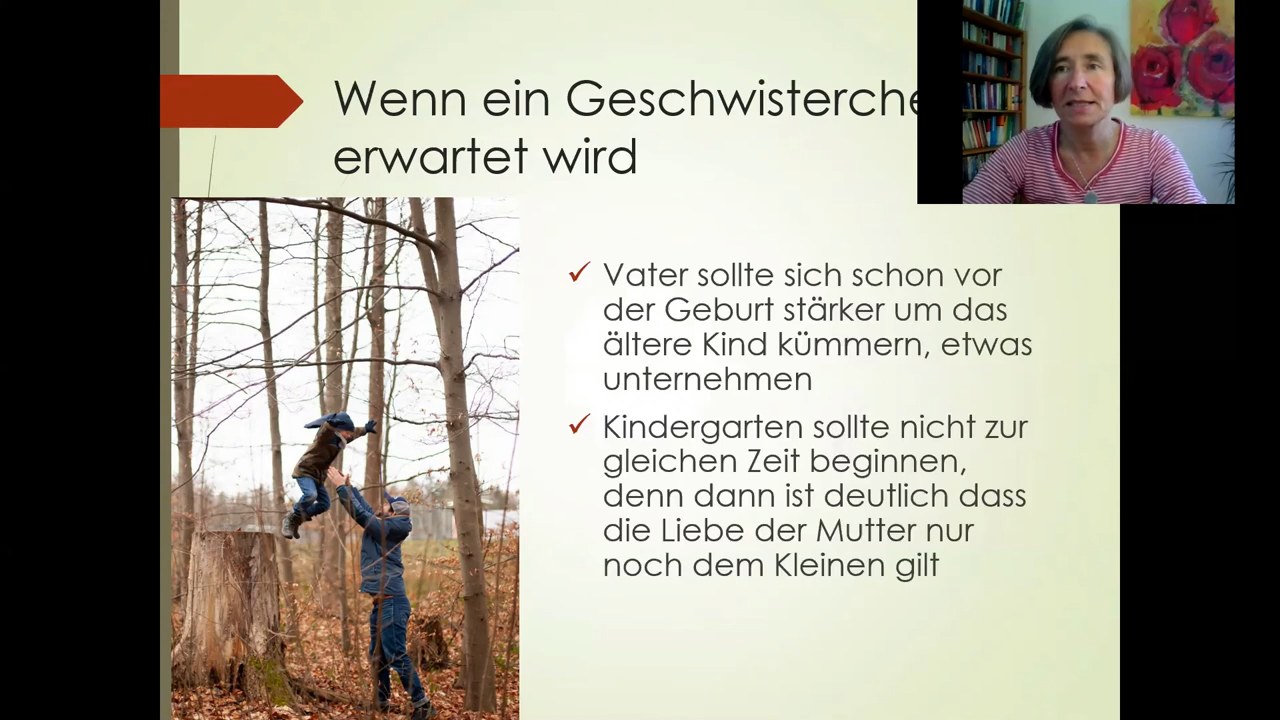 Wenn ein Geschwisterche
erwartet wird
Vater sollte sich schon vor
der Geburt stärker um das
ältere Kind kümmern, etwas
unternehmen
Kindergarten sollte nicht zur
gleichen Zeit beginnen,
denn dann ist deutlich dass
die Liebe der Mutter nur
noch dem Kleinen gilt